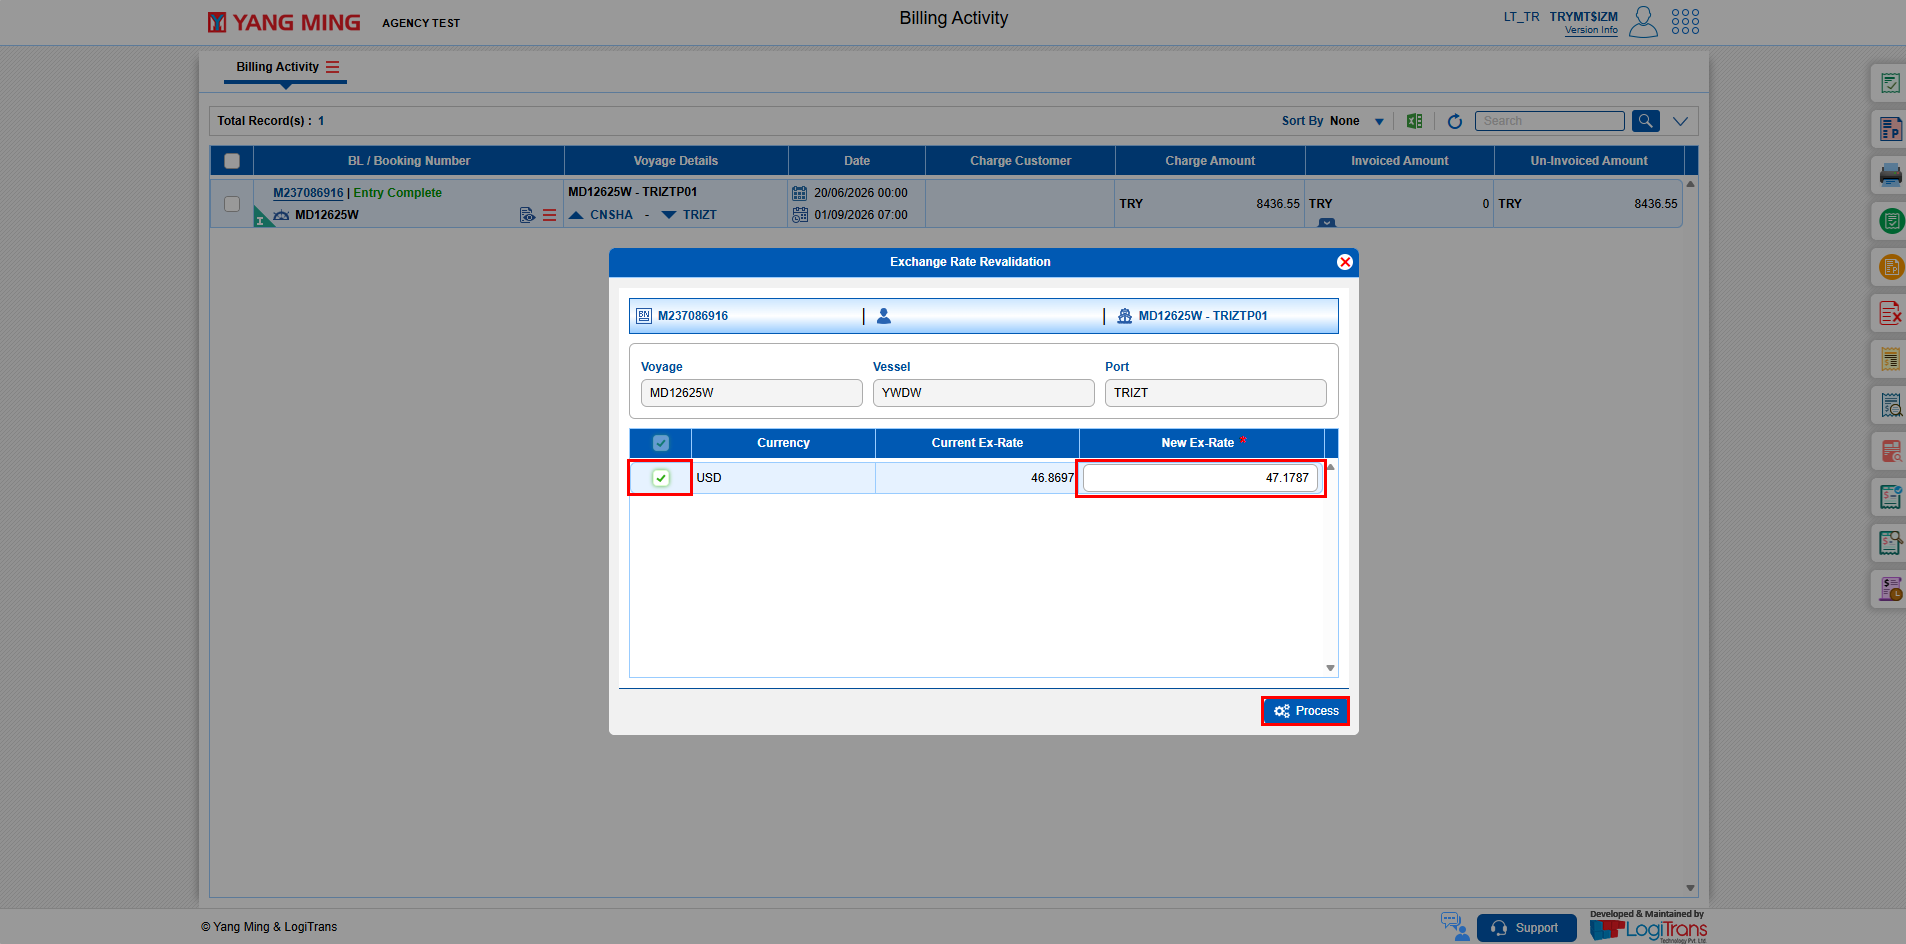 YANG MING AGENCY TEST
Billing Activity
LT_TR TRYMT$IZM
Version Info
Billing Activity
Total Record(s) : 1
Sort By None
Search
BL / Booking Number Voyage Details Date Charge Customer Charge Amount Invoiced Amount Un-Invoiced Amount
M237086916 | Entry Complete MD12625W - TRIZTP01 20/06/2026 00:00
TRY 8436.55 TRY 0 TRY 8436.55
I MD12625W CNSHA - TRIZT 01/09/2026 07:00
Exchange Rate Revalidation
BN M237086916 | | MD12625W - TRIZTP01
Voyage Vessel Port
MD12625W YWDW TRIZT
Currency Current Ex-Rate New Ex-Rate *
USD 46.8697 47.1787
Process
© Yang Ming & LogiTrans
Support
Developed & Maintained by
LogiTrans
Technology Pvt. Ltd.